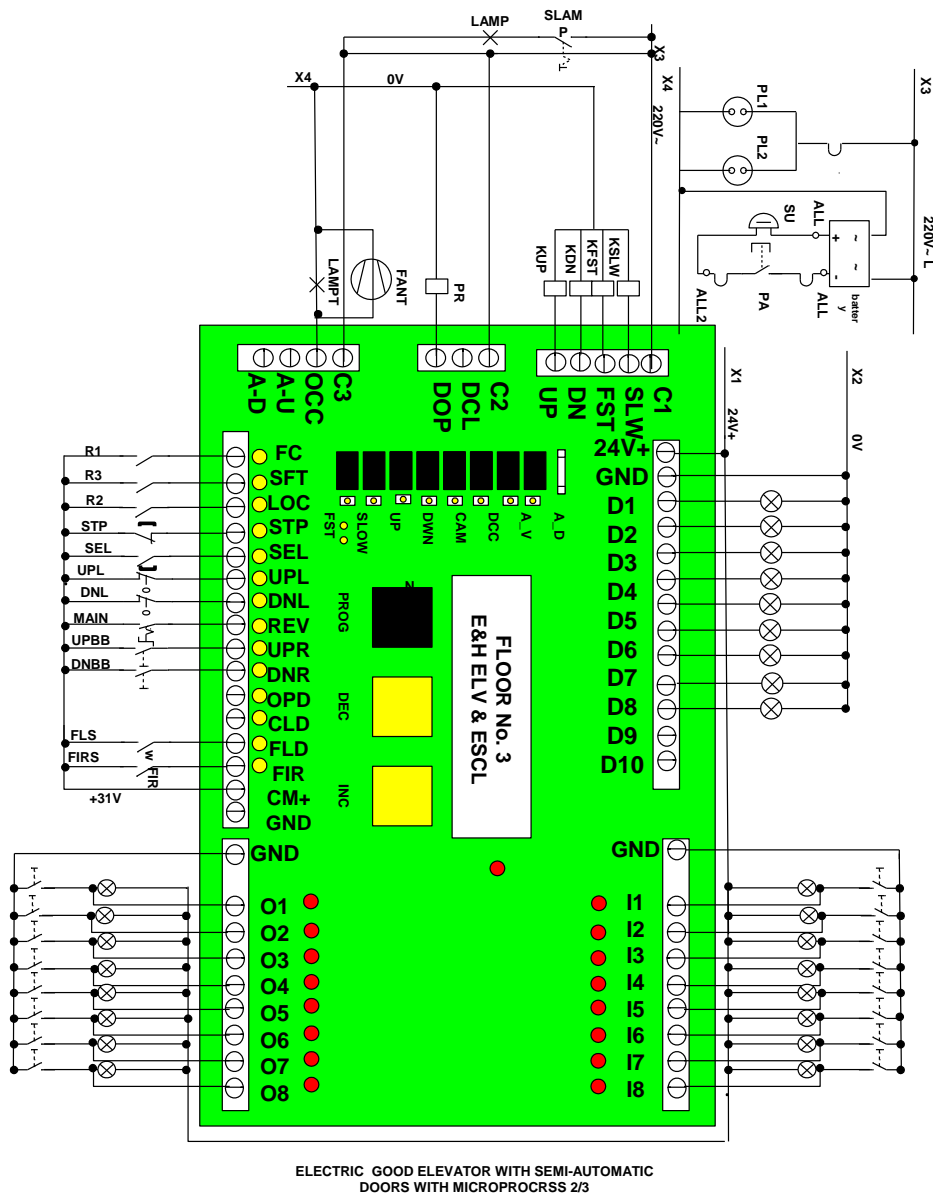 LAMP
SLAM
P
X4
0V
X3
220V~
X4
PL1
PL2
X3
220V~ L
SU
ALL
+
-
~
~
batter
y
ALL2
PA
ALL
KUP
KDN
KFST
KSLW
LAMPT
FANT
PR
A-D
A-U
OCC
C3
DOP
DCL
C2
UP
DN
FST
SLW
C1
X1
24V+
X2
0V
R1
R3
R2
STP
SEL
UPL
DNL
MAIN
UPBB
DNBB
FLS
FIRS
w
FIR
+31V
FC
SFT
LOC
STP
SEL
UPL
DNL
REV
UPR
DNR
OPD
CLD
FLD
FIR
CM+
GND
FST
SLOW
UP
DWN
CAM
DCC
A_V
A_D
PROG
N
DEC
INC
FLOOR No. 3
E&H ELV & ESCL
24V+
GND
D1
D2
D3
D4
D5
D6
D7
D8
D9
D10
GND
O1
O2
O3
O4
O5
O6
O7
O8
GND
I1
I2
I3
I4
I5
I6
I7
I8
ELECTRIC GOOD ELEVATOR WITH SEMI-AUTOMATIC
DOORS WITH MICROPROCRSS 2/3